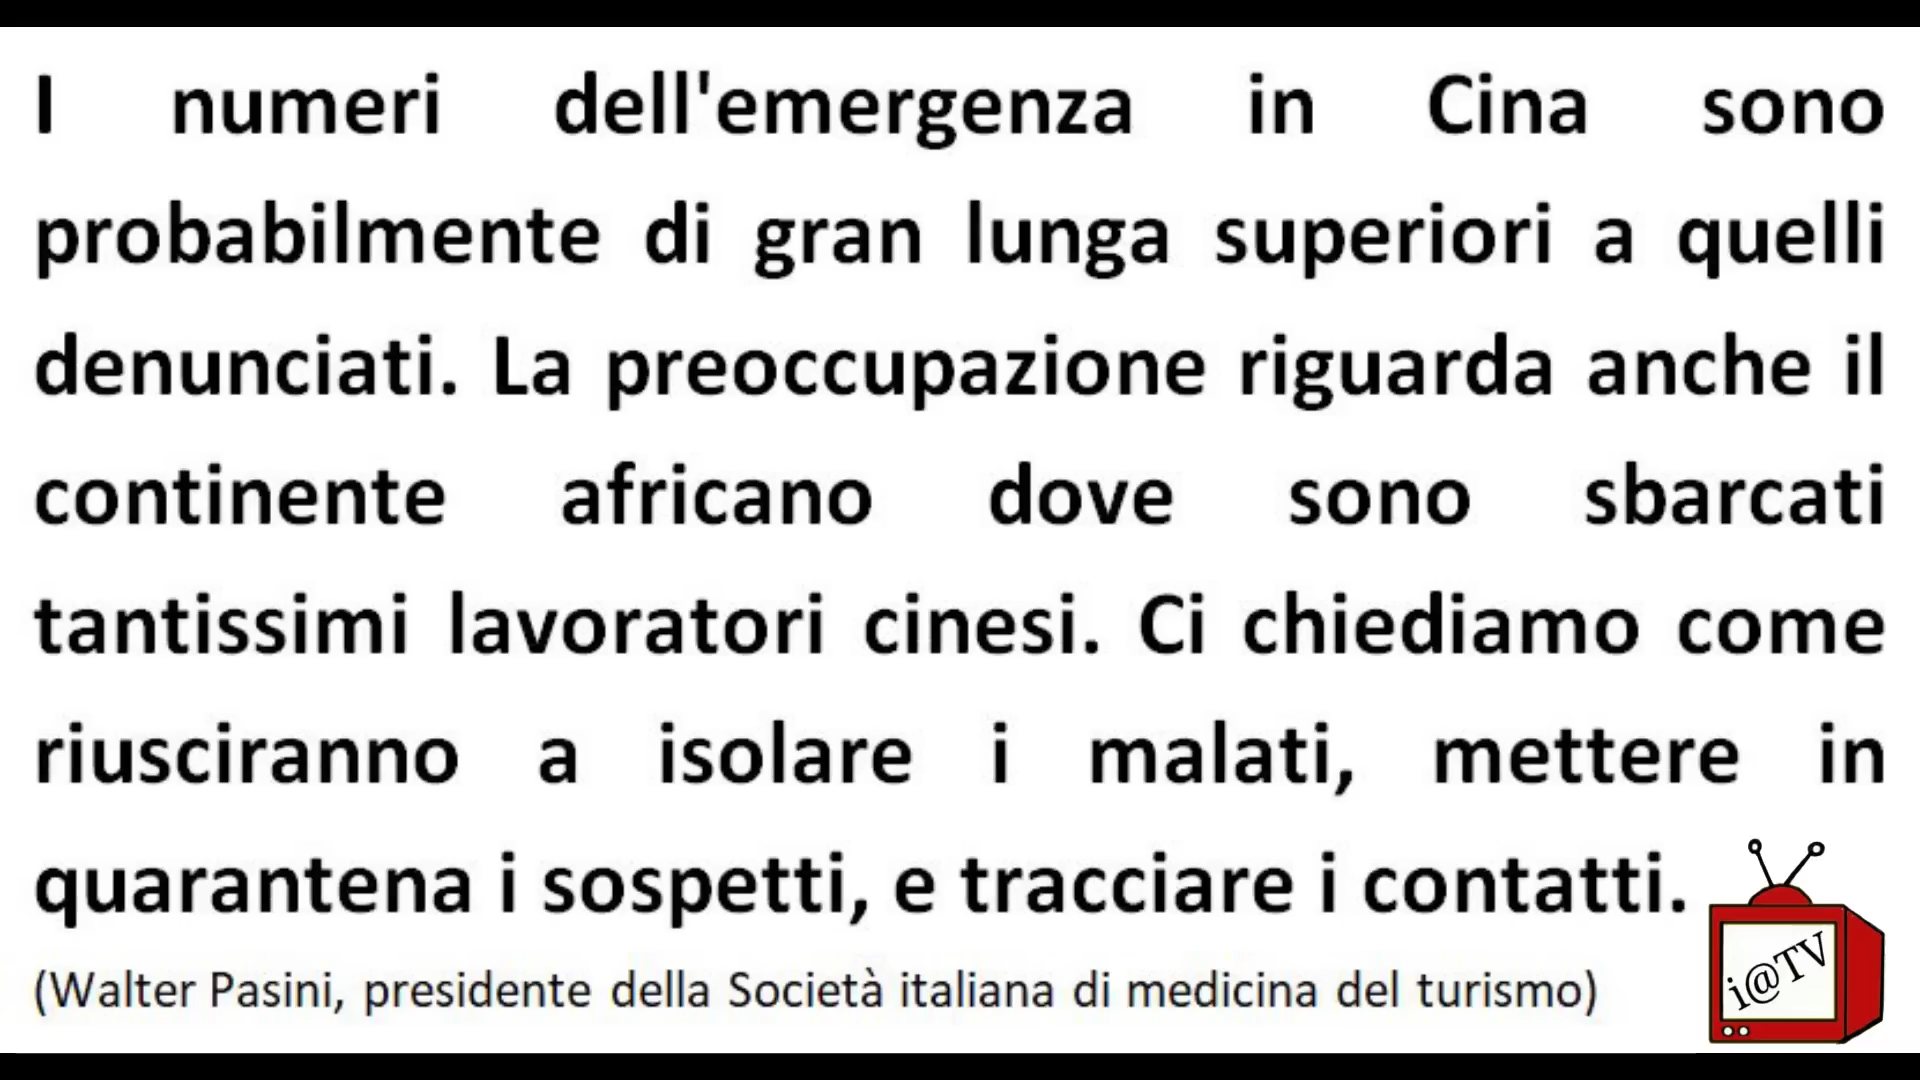 I numeri dell'emergenza in Cina sono
probabilmente di gran lunga superiori a quelli
denunciati. La preoccupazione riguarda anche il
continente africano dove sono sbarcati
tantissimi lavoratori cinesi. Ci chiediamo come
riusciranno a isolare i malati, mettere in
quarantena i sospetti, e tracciare i contatti.
(Walter Pasini, presidente della Società italiana di medicina del turismo)
i@TV